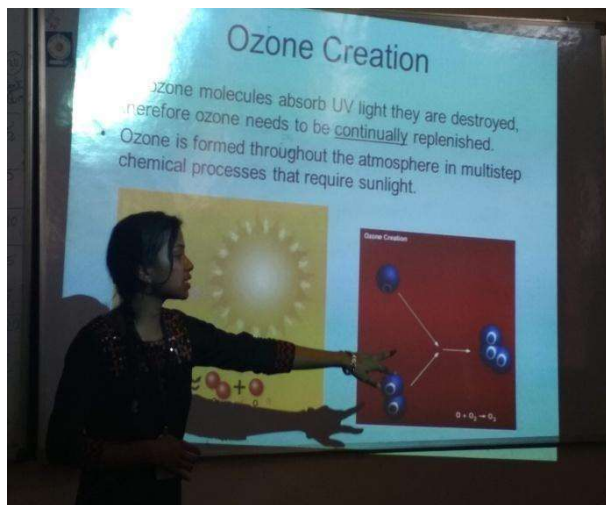 Ozone Creation
ozone molecules absorb UV light they are destroyed,
therefore ozone needs to be continually replenished.
• Ozone is formed throughout the atmosphere in multistep
chemical processes that require sunlight.
Ozone Creation
+
O + O₂ → O₃